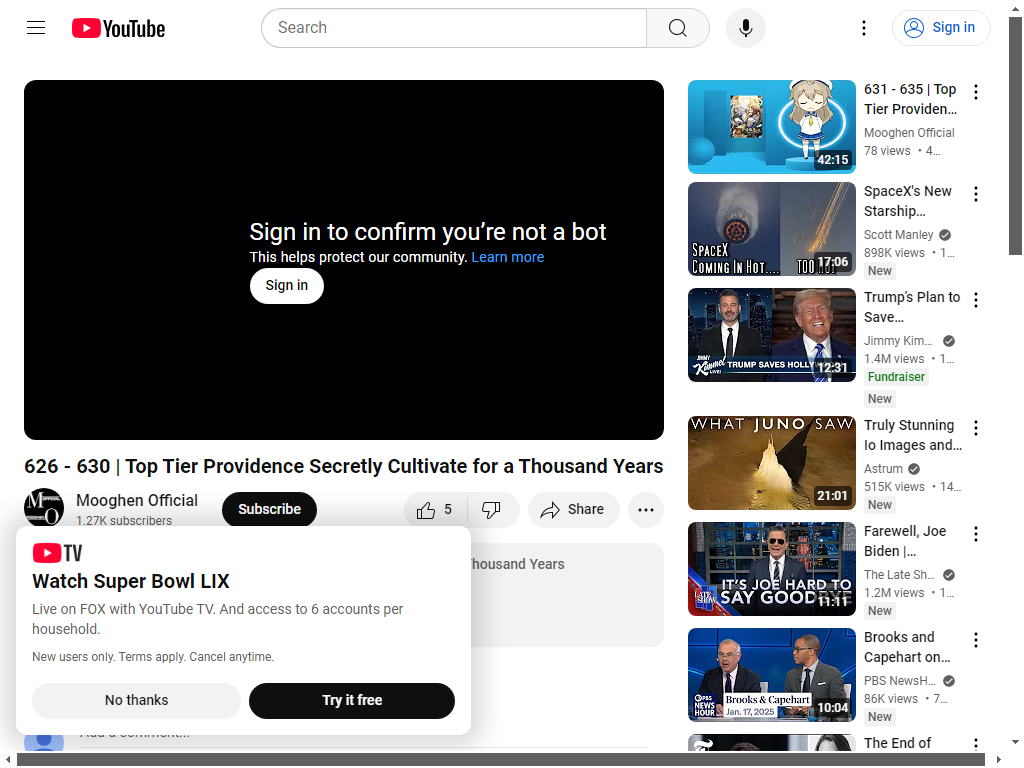 YouTube
Search
Sign in
Sign in to confirm you're not a bot
This helps protect our community. Learn more
Sign in
626 - 630 | Top Tier Providence Secretly Cultivate for a Thousand Years
Mooghen Official
1.27K subscribers
Subscribe
5
Share
housand Years
TV
Watch Super Bowl LIX
Live on FOX with YouTube TV. And access to 6 accounts per
household.
New users only. Terms apply. Cancel anytime.
No thanks
Try it free
42:15
631 - 635 | Top
Tier Providen...
Mooghen Official
78 views • 4...
SPACEX
COMING IN HOT....
TOO HOT
17:06
SpaceX's New
Starship...
Scott Manley
898K views • 1...
New
JIMMY
Kimmel
LIVE!
TRUMP SAVES HOLLY
12:31
Trump's Plan to
Save...
Jimmy Kim...
1.4M views • 1...
Fundraiser
New
WHAT JUNO SAW
21:01
Truly Stunning
Io Images and...
Astrum
515K views • 14...
New
LATE SHOW
IT'S JOE HARD TO
SAY GOODBYE
11:11
Farewell, Joe
Biden |...
The Late Sh...
1.2M views • 1...
New
PBS
NEWS
HOUR
Brooks & Capehart
Jan. 17, 2025
10:04
Brooks and
Capehart on...
PBS NewsH...
86K views • 7...
New
The End of